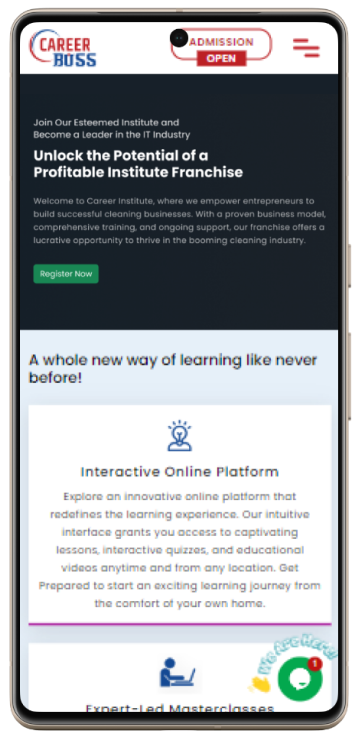 CAREER
BOSS
ADMISSION
OPEN
Join Our Esteemed Institute and
Become a Leader in the IT Industry
Unlock the Potential of a
Profitable Institute Franchise
Welcome to Career Institute, where we empower entrepreneurs to
build successful cleaning businesses. With a proven business model,
comprehensive training, and ongoing support, our franchise offers a
lucrative opportunity to thrive in the booming cleaning industry.
Register Now
A whole new way of learning like never
before!
Interactive Online Platform
Explore an innovative online platform that
redefines the learning experience. Our intuitive
interface grants you access to captivating
lessons, interactive quizzes, and educational
videos anytime and from any location. Get
Prepared to start an exciting learning journey from
the comfort of your own home.
We Are Here!
1
Expert-Led Masterclasses